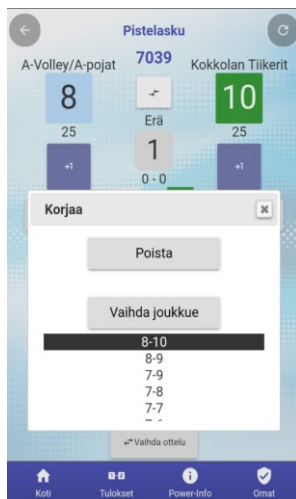 Pistelasku
7039
A-Volley/A-pojat
Kokkolan Tiikerit
8
10
Erä
25
25
1
+1
+1
0 - 0
Korjaa
Poista
Vaihda joukkue
8-10
8-9
7-9
7-8
7-7
Vaihda ottelu
Koti
Tulokset
Power-Info
Omat